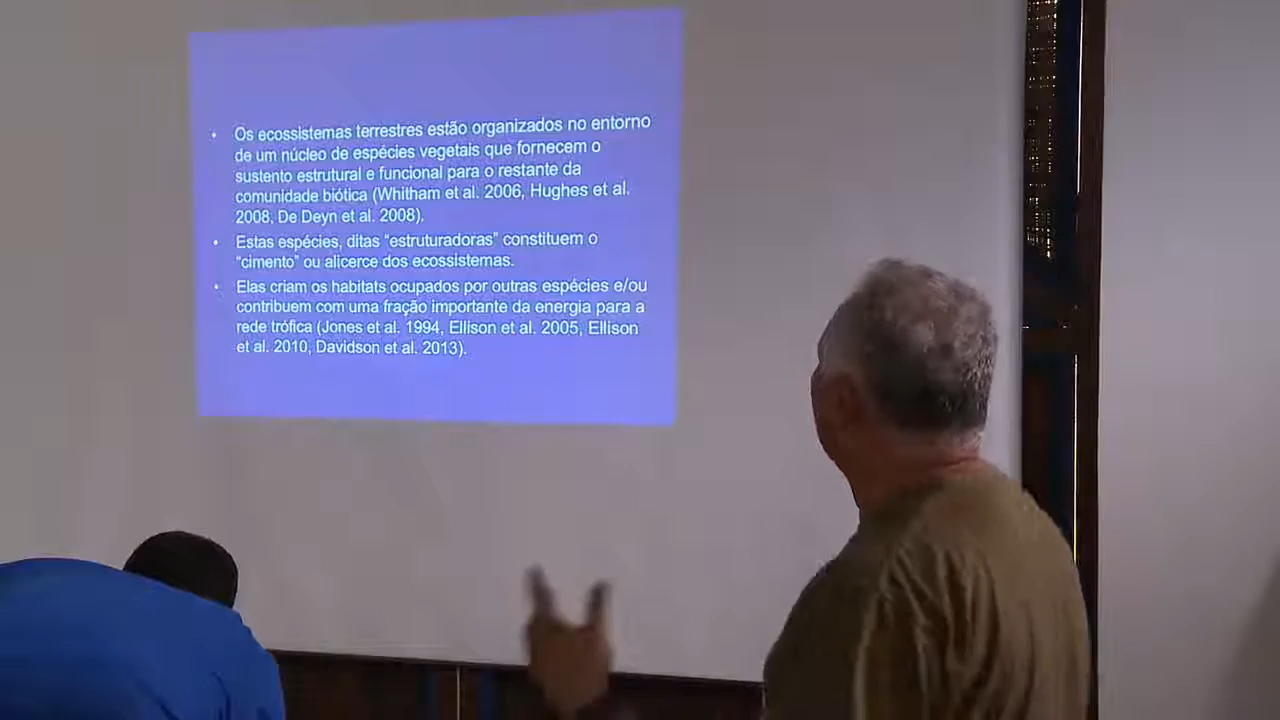 • Os ecossistemas terrestres estão organizados no entorno
de um núcleo de espécies vegetais que fornecem o
sustento estrutural e funcional para o restante da
comunidade biótica (Whitham et al. 2006, Hughes et al.
2008, De Deyn et al. 2008).
• Estas espécies, ditas “estruturadoras” constituem o
“cimento” ou alicerce dos ecossistemas.
• Elas criam os habitats ocupados por outras espécies e/ou
contribuem com uma fração importante da energia para a
rede trófica (Jones et al. 1994, Ellison et al. 2005, Ellison
et al. 2010, Davidson et al. 2013).